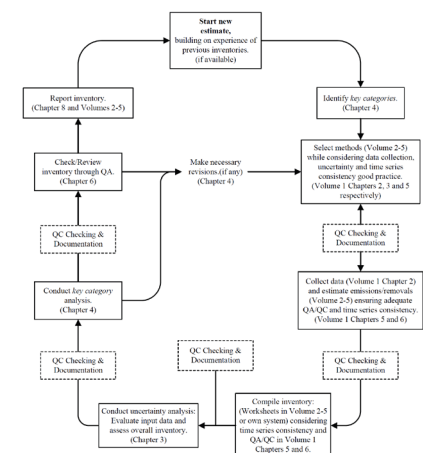 Start new
estimate,
building on experience of
previous inventories.
(if available)
Report inventory.
(Chapter 8 and Volumes 2-5)
Identify key categories.
(Chapter 4)
Check/Review
inventory through QA.
(Chapter 6)
Make necessary
revisions.(if any)
(Chapter 4)
Select methods (Volume 2-5)
while considering data collection,
uncertainty and time series
consistency good practice.
(Volume 1 Chapters 2, 3 and 5
respectively)
QC Checking &
Documentation
QC Checking &
Documentation
Conduct key category
analysis.
(Chapter 4)
Collect data (Volume 1 Chapter 2)
and estimate emissions/removals
(Volume 2-5) ensuring adequate
QA/QC and time series consistency.
(Volume 1 Chapters 5 and 6)
QC Checking &
Documentation
QC Checking &
Documentation
QC Checking &
Documentation
Conduct uncertainty analysis:
Evaluate input data and
assess overall inventory.
(Chapter 3)
Compile inventory:
(Worksheets in Volume 2-5
or own system) considering
time series consistency and
QA/QC in Volume 1
Chapters 5 and 6.